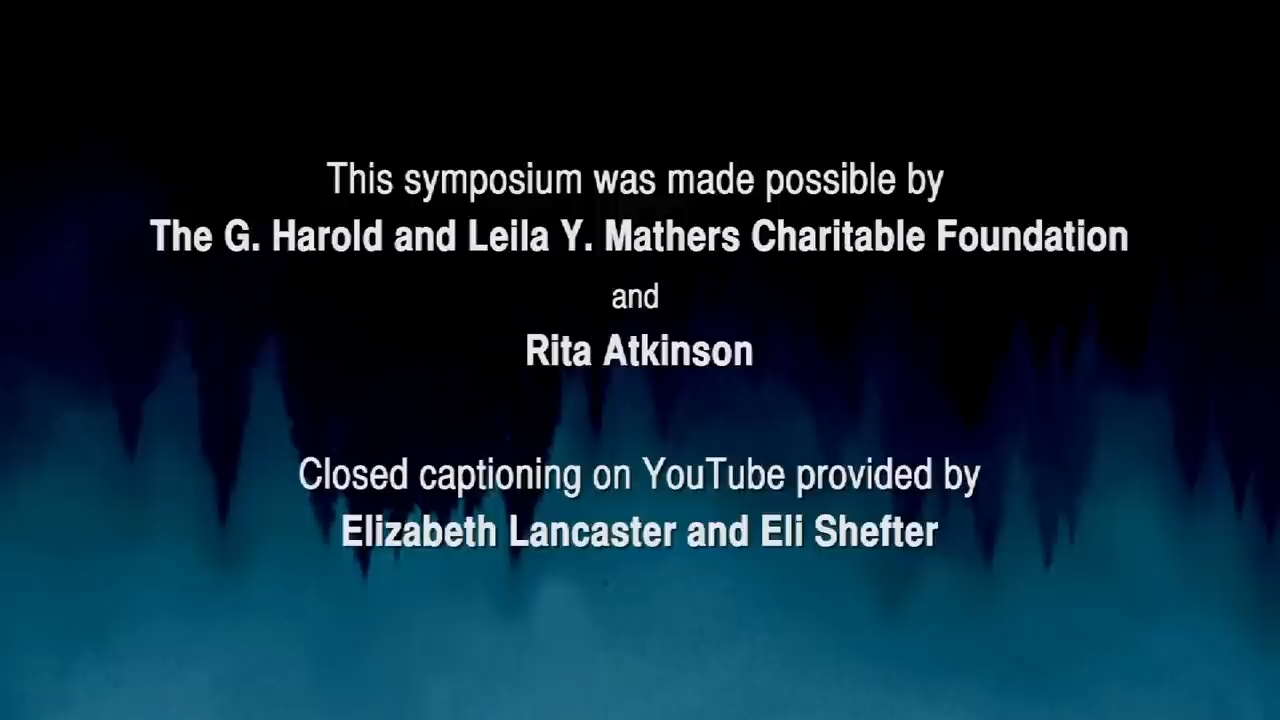 This symposium was made possible by
The G. Harold and Leila Y. Mathers Charitable Foundation
and
Rita Atkinson
Closed captioning on YouTube provided by
Elizabeth Lancaster and Eli Shefter